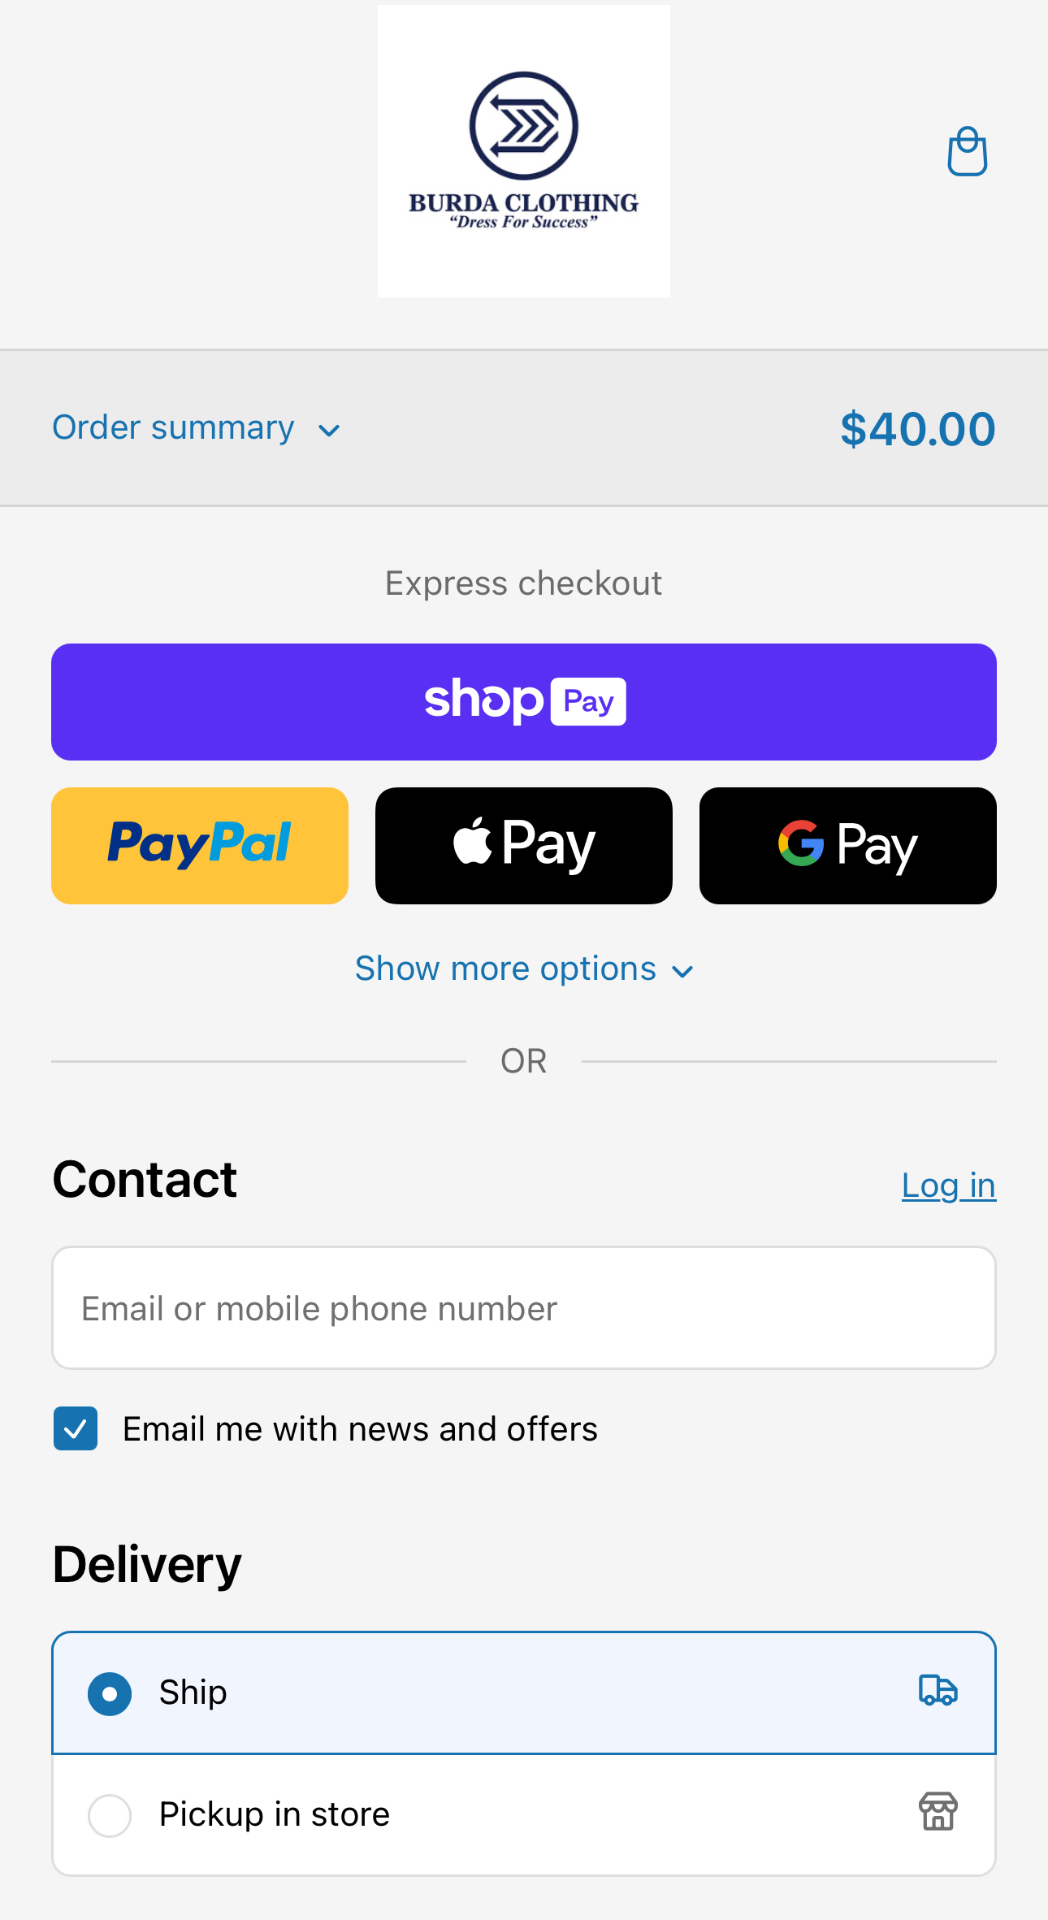 BURDA CLOTHING
“Dress For Success”
Order summary
$40.00
Express checkout
shop Pay
PayPal
Pay
G Pay
Show more options
OR
Contact
Log in
Email or mobile phone number
Email me with news and offers
Delivery
Ship
Pickup in store